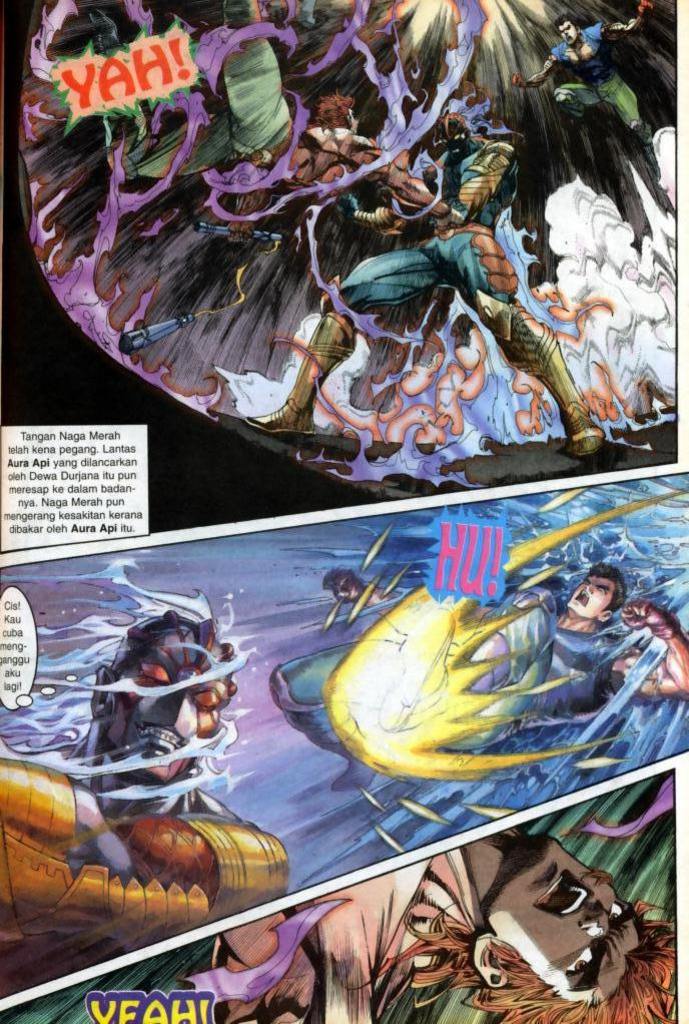 YAH!
Tangan Naga Merah
telah kena pegang. Lantas
Aura Api yang dilancarkan
oleh Dewa Durjana itu pun
meresap ke dalam badan-
nya. Naga Merah pun
mengerang kesakitan kerana
dibakar oleh Aura Api itu.
HU!
Cis!
Kau
cuba
meng-
ganggu
aku
lagi!
YEAH!